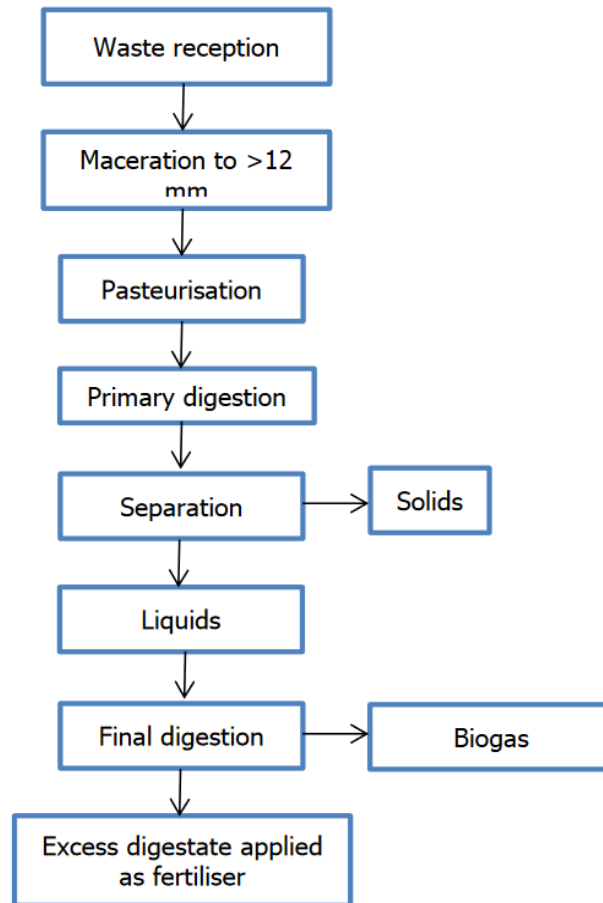 Waste reception
Maceration to >12
mm
Pasteurisation
Primary digestion
Separation
Solids
Liquids
Final digestion
Biogas
Excess digestate applied
as fertiliser